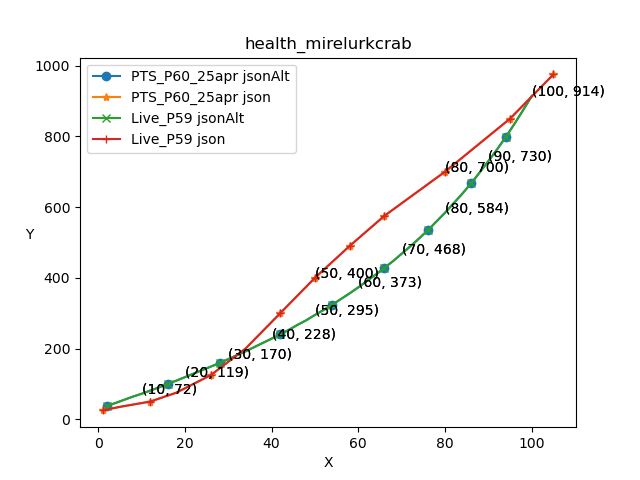 health_mirelurkcrab
PTS_P60_25apr jsonAlt
PTS_P60_25apr json
Live_P59 jsonAlt
Live_P59 json
1000
800
600
400
200
0
Y
(100, 914)
(90, 730)
(80, 700)
(80, 584)
(70, 468)
(50, 400)
(60, 373)
(50, 295)
(40, 228)
(30, 170)
(20, 119)
(10, 72)
0 20 40 60 80 100
X